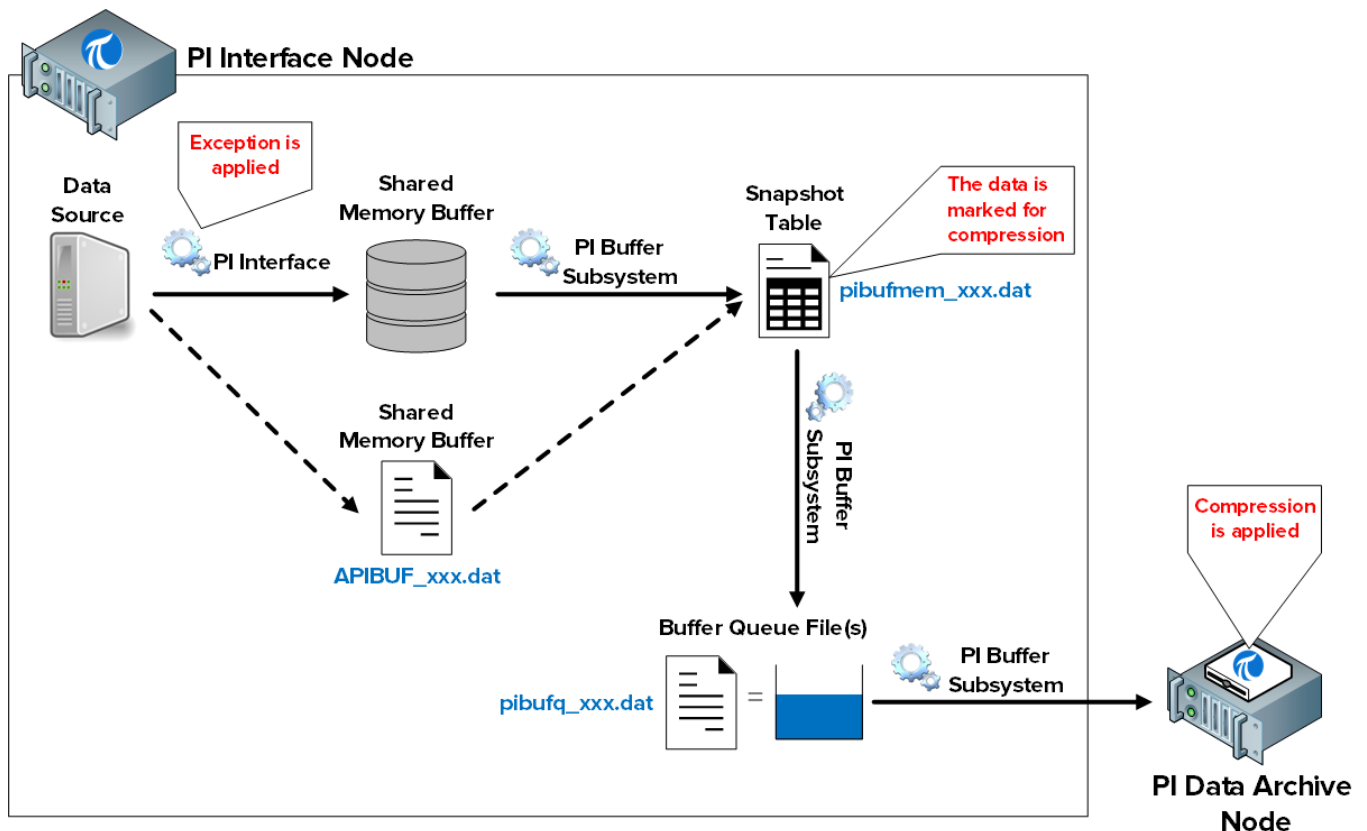 PI Interface Node
Exception is
applied
Data
Source
PI Interface
Shared
Memory Buffer
PI Buffer
Subsystem
Snapshot
Table
The data is
marked for
compression
pibufmem_xxx.dat
Shared
Memory Buffer
APIBUF_xxx.dat
PI Buffer
Subsystem
Buffer Queue File(s)
pibufq_xxx.dat
=
PI Buffer
Subsystem
Compression
is applied
PI Data Archive
Node